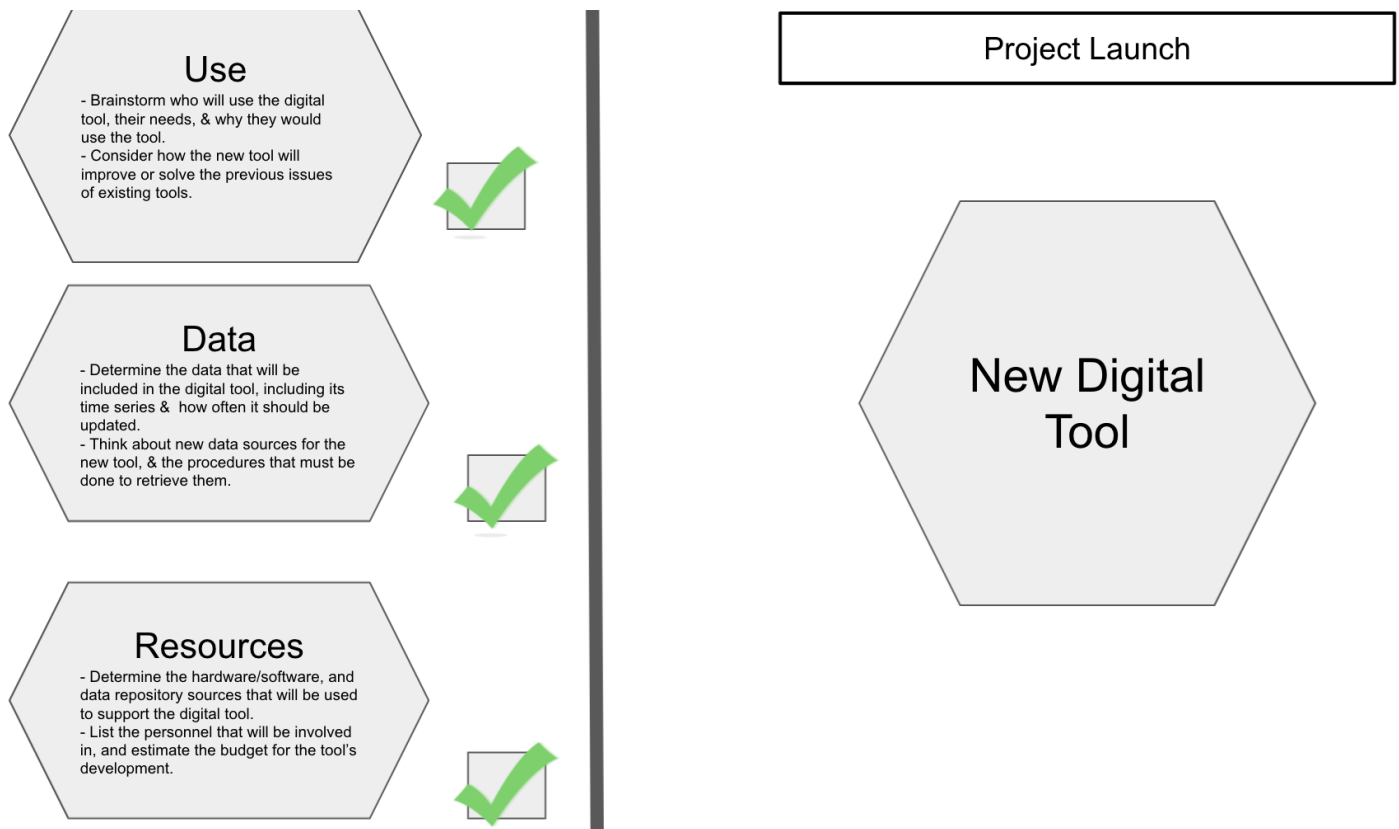 Use
- Brainstorm who will use the digital
tool, their needs, & why they would
use the tool.
- Consider how the new tool will
improve or solve the previous issues
of existing tools.
Data
- Determine the data that will be
included in the digital tool, including its
time series &  how often it should be
updated.
- Think about new data sources for the
new tool, & the procedures that must be
done to retrieve them.
Resources
- Determine the hardware/software, and
data repository sources that will be used
to support the digital tool.
- List the personnel that will be involved
in, and estimate the budget for the tool’s
development.
Project Launch
New Digital
Tool